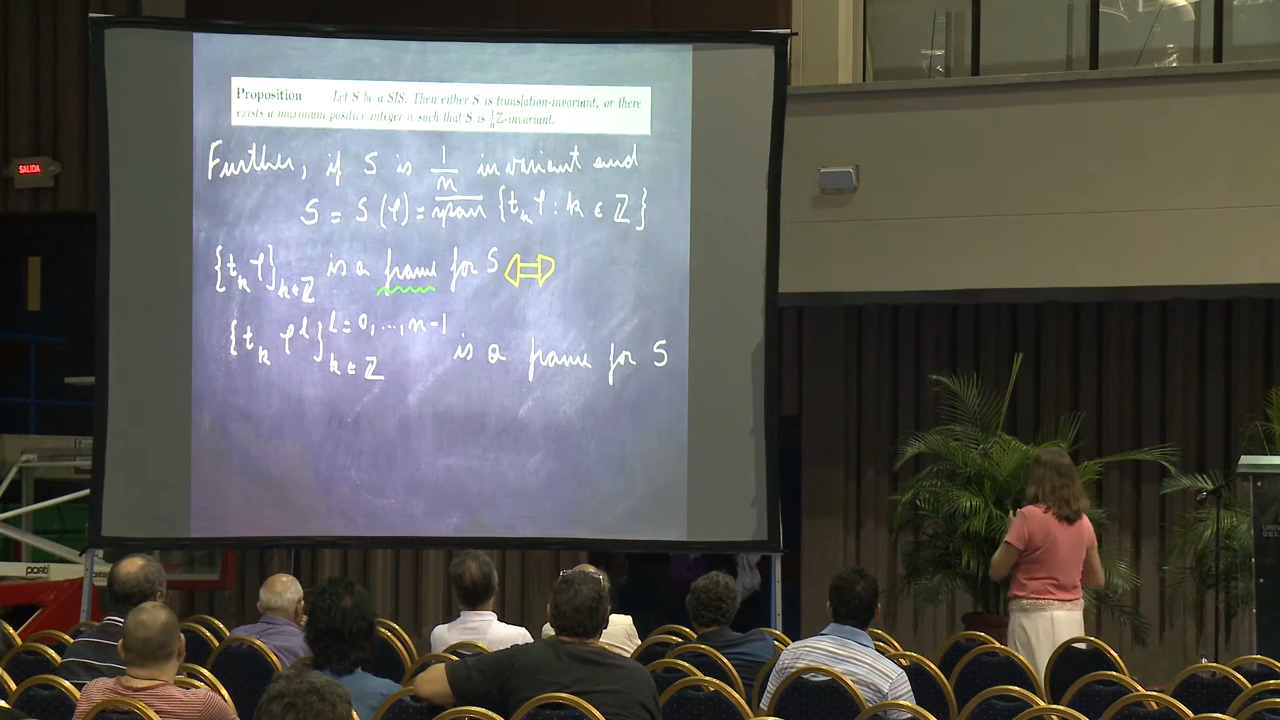 Proposition Let S be a SIS. Then either S is translation-invariant, or there
exists a maximum positive integer n such that S is 1/n ℤ-invariant.
Further, if S is 1/n invariant and
S = S(φ) = span {t_k φ : k ∈ ℤ}
{t_k φ}_{k∈ℤ} is a frame for S ⟺
{t_k φ^l}^{l=0,...,n-1}_{k∈ℤ} is a frame for S
SALIDA